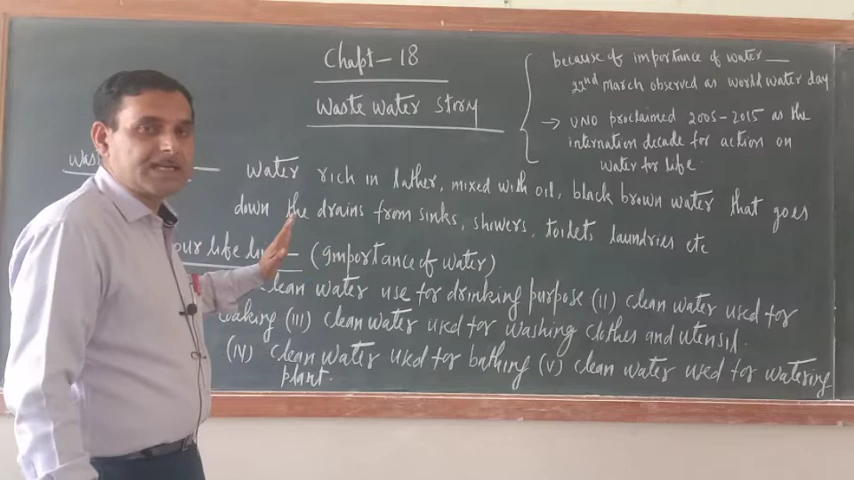 Chapt- 18
Waste Water Story
because of importance of water
22nd March observed as world water day
→ UNO proclaimed 2005-2015 as the
internation decade for action on
water for life.
Was
water rich in lather, mixed with oil, black brown water that goes
down the drains from sinks, showers, toilets laundries etc
our life li - (Importance of water)
clean water use for drinking purpose (II) clean water used for
(III) clean water used for washing clothes and utensil.
(IV) clean water used for bathing (V) clean water used for watering
plant.